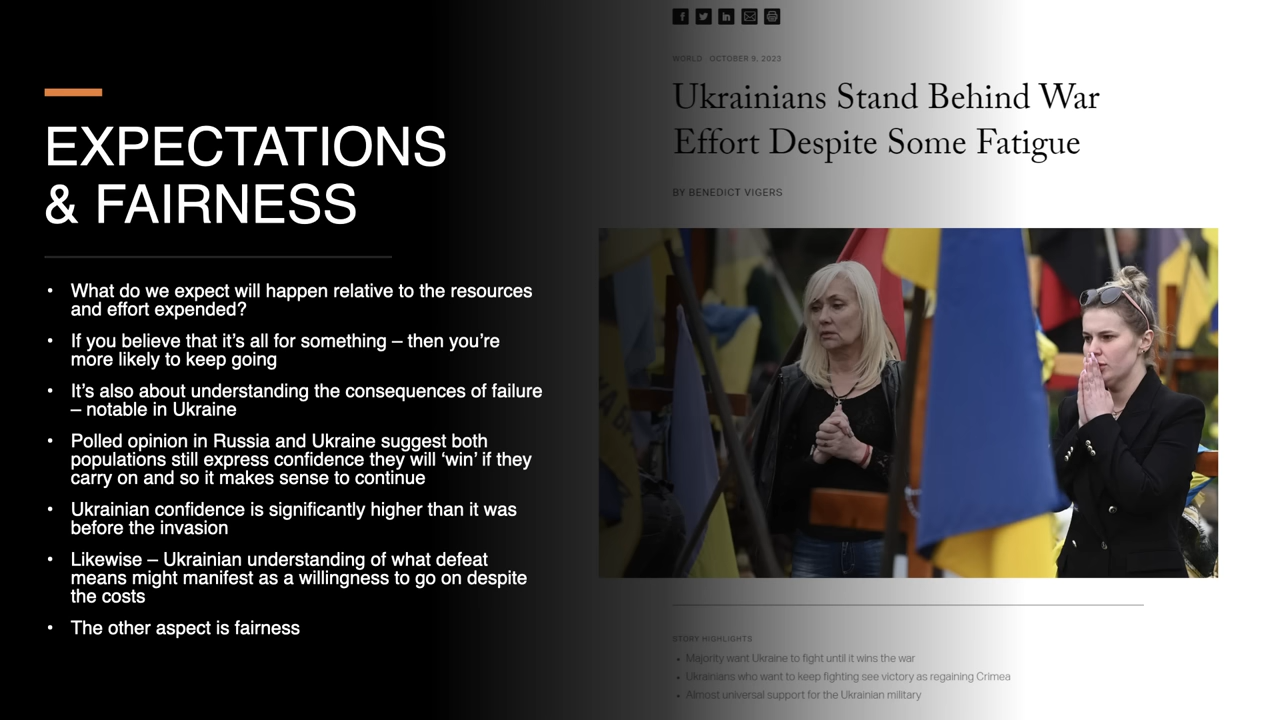 EXPECTATIONS
& FAIRNESS
• What do we expect will happen relative to the resources
and effort expended?
• If you believe that it’s all for something – then you’re
more likely to keep going
• It’s also about understanding the consequences of failure
– notable in Ukraine
• Polled opinion in Russia and Ukraine suggest both
populations still express confidence they will ‘win’ if they
carry on and so it makes sense to continue
• Ukrainian confidence is significantly higher than it was
before the invasion
• Likewise – Ukrainian understanding of what defeat
means might manifest as a willingness to go on despite
the costs
• The other aspect is fairness
WORLD OCTOBER 9, 2023
Ukrainians Stand Behind War
Effort Despite Some Fatigue
BY BENEDICT VIGERS
STORY HIGHLIGHTS
• Majority want Ukraine to fight until it wins the war
• Ukrainians who want to keep fighting see victory as regaining Crimea
• Almost universal support for the Ukrainian military